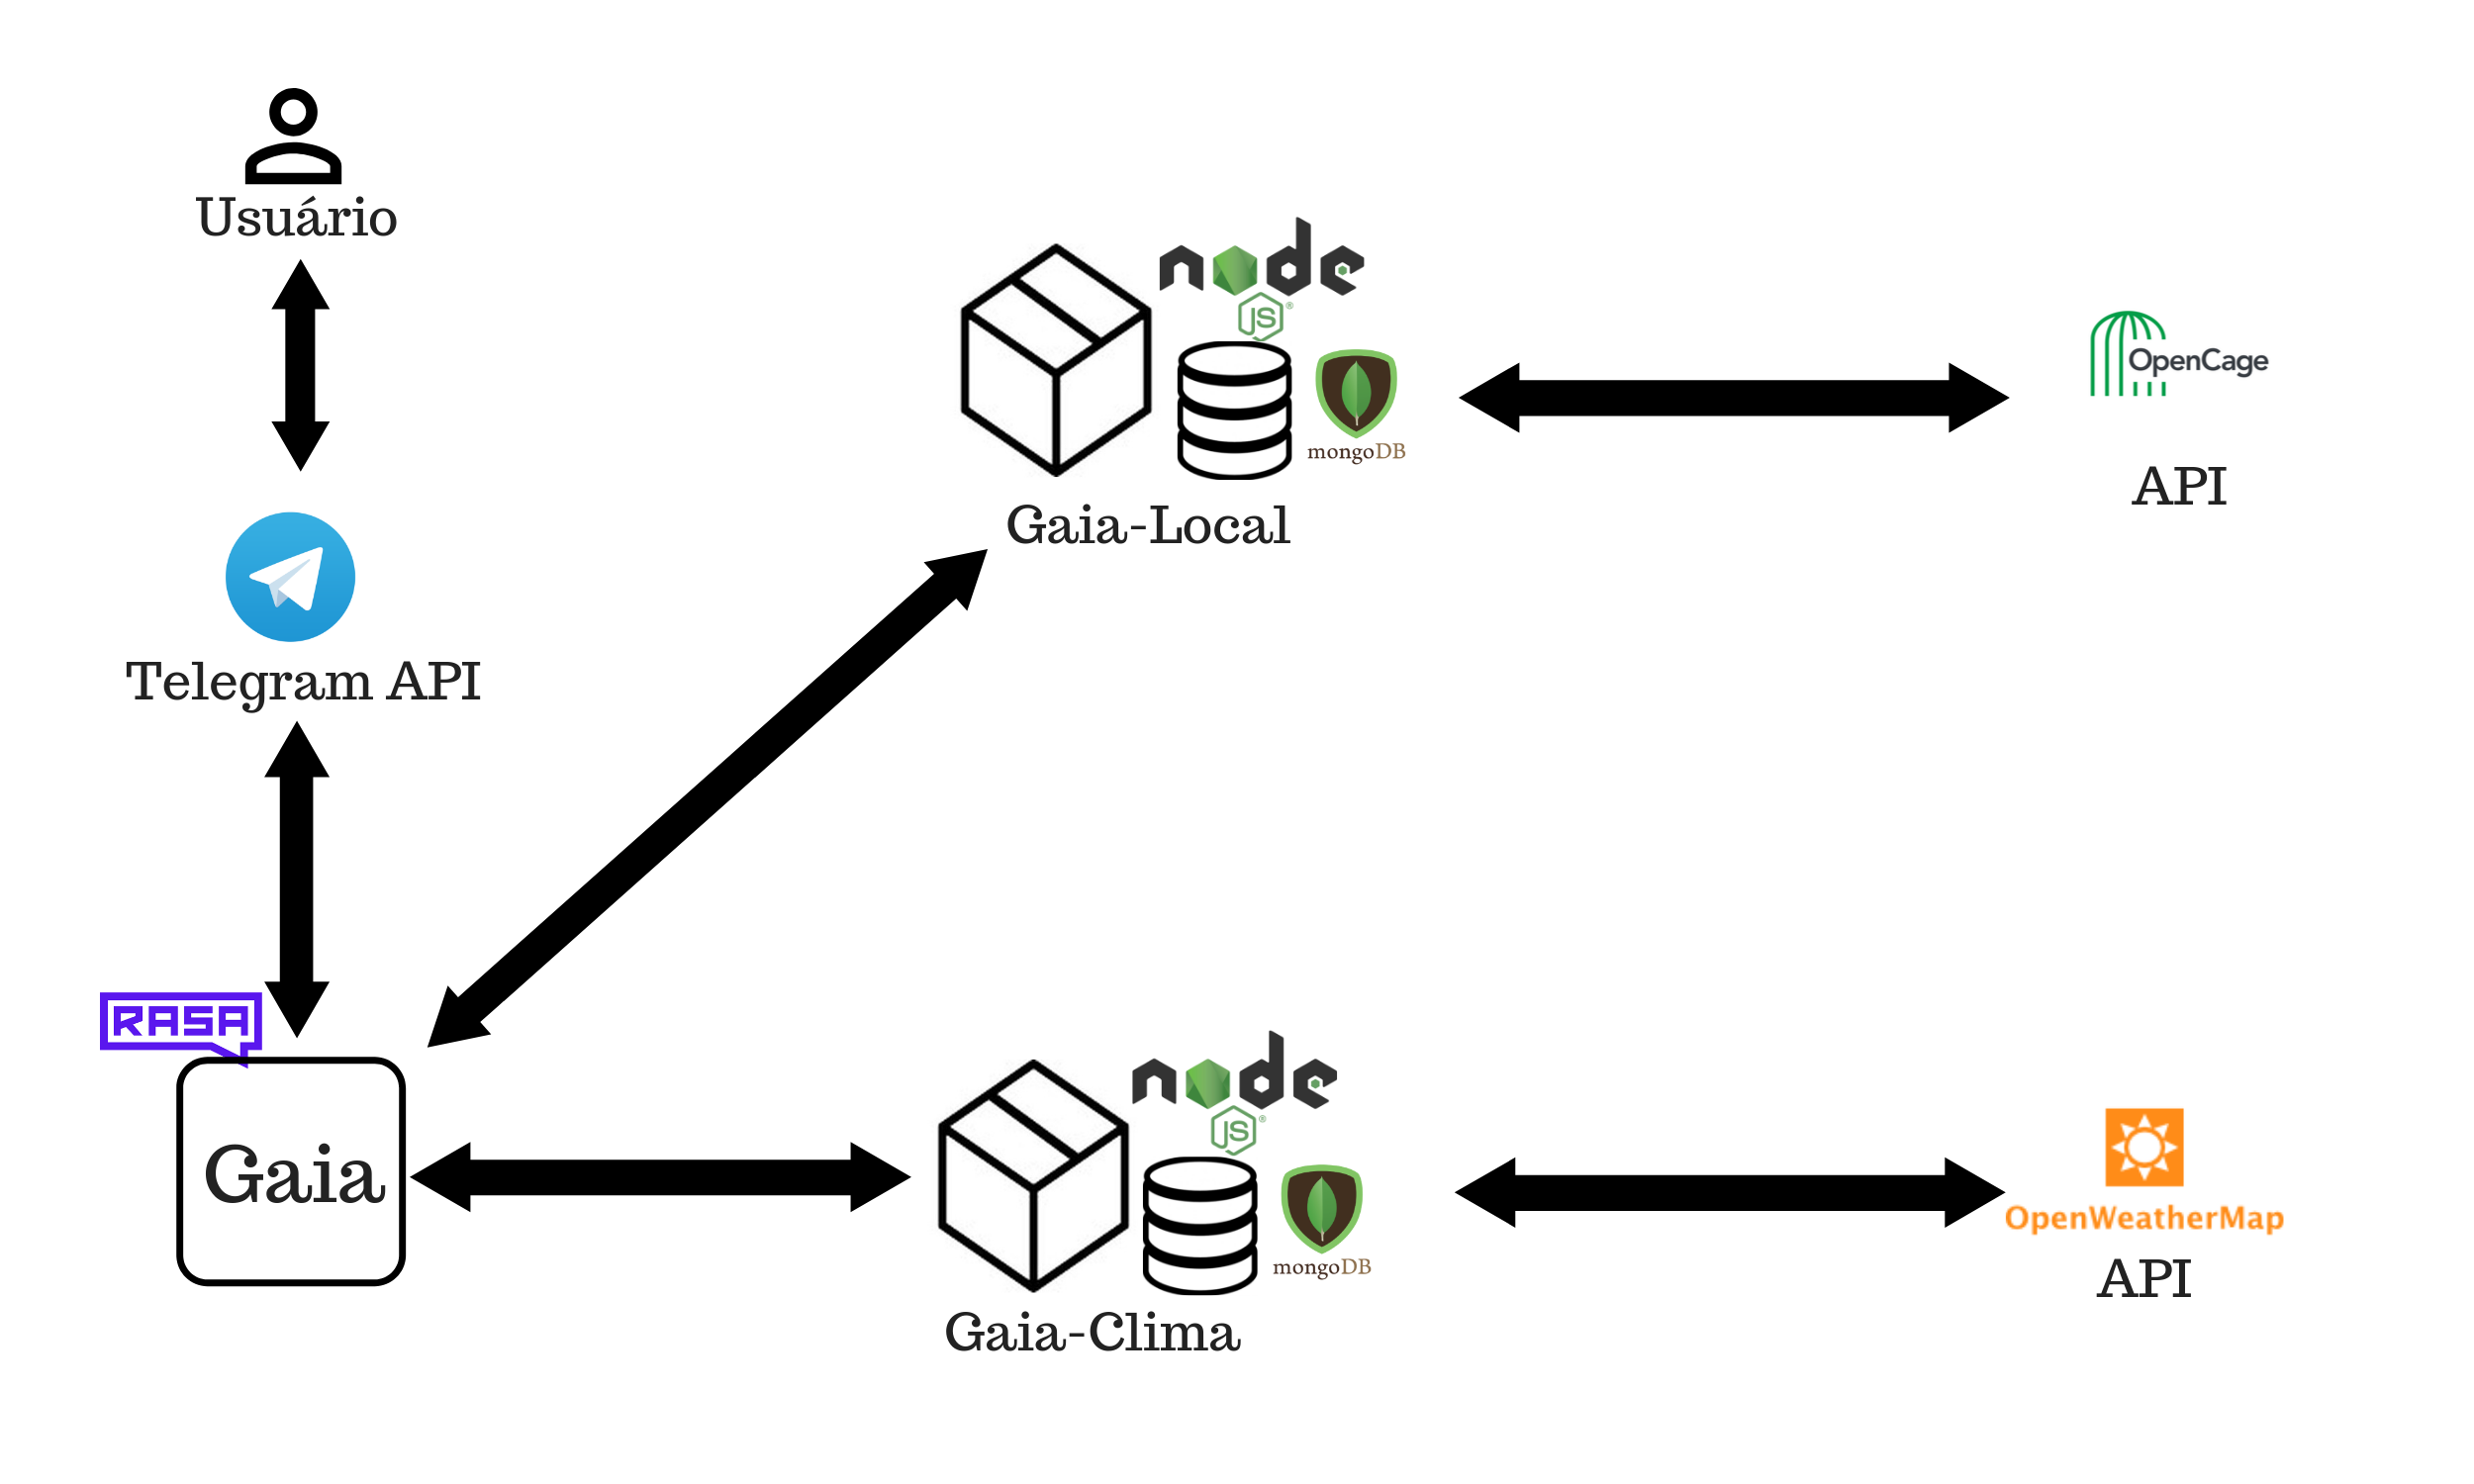 Usuário
Telegram API
RASA
Gaia
node
JS
mongoDB
Gaia-Local
OpenCage
API
node
JS
mongoDB
Gaia-Clima
OpenWeatherMap
API